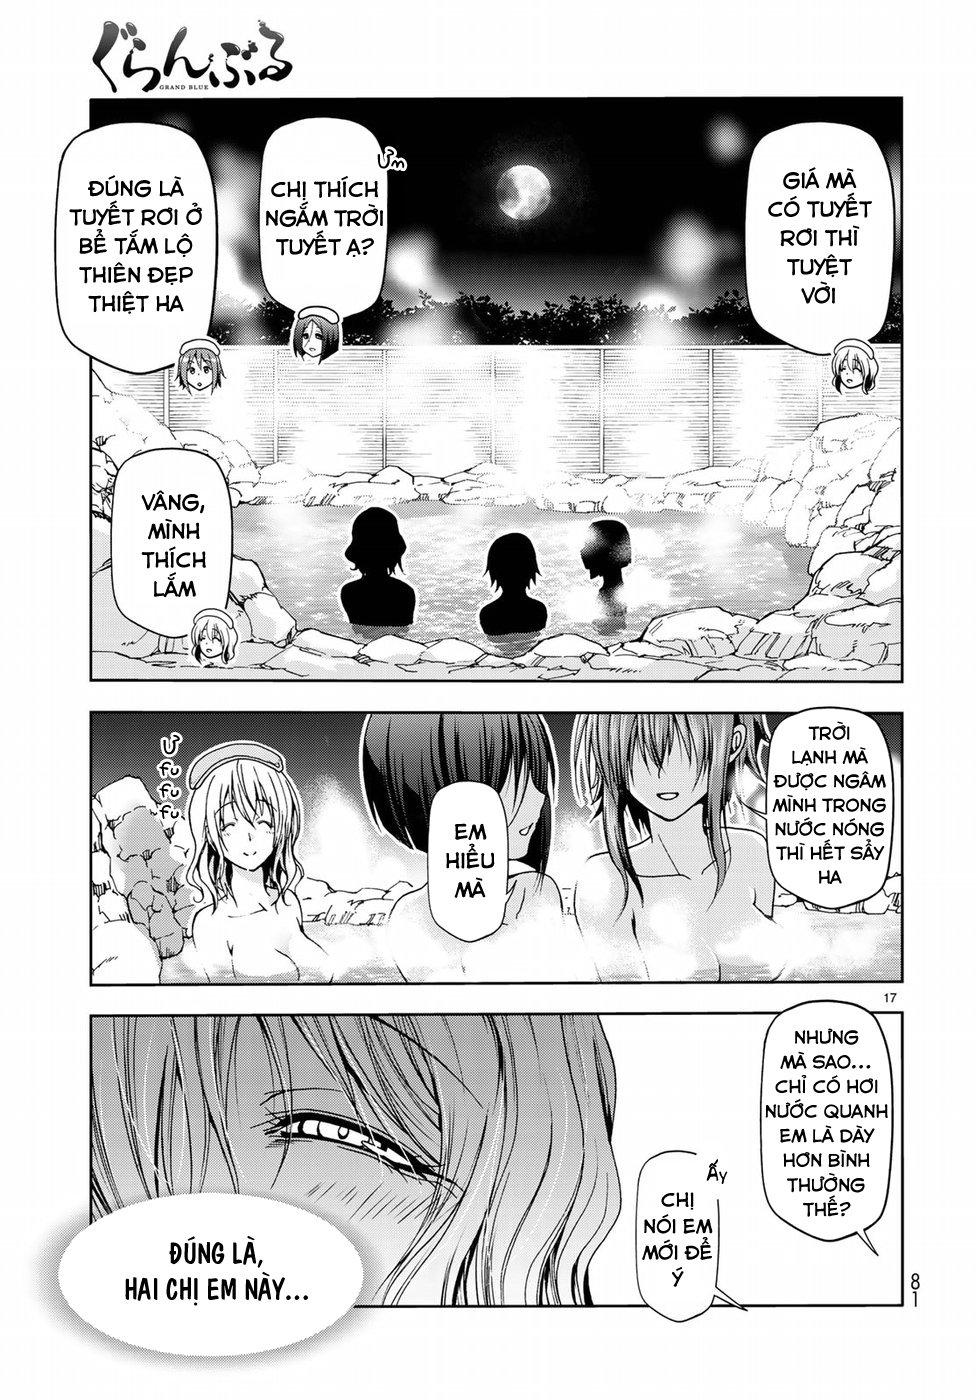 ぐらんぶる
GRAND BLUE
GIÁ MÀ
CÓ TUYẾT
RƠI THÌ
TUYỆT
VỜI
Ừm
CHỊ THÍCH
NGẮM TRỜI
TUYẾT Ạ?
ĐÚNG LÀ
TUYẾT RƠI Ở
BỂ TẮM LỘ
THIÊN ĐẸP
THIỆT HA
VÂNG,
MÌNH
THÍCH
LẮM
TRỜI
LẠNH MÀ
ĐƯỢC NGÂM
MÌNH TRONG
NƯỚC NÓNG
THÌ HẾT SẨY
HA
EM
HIỂU
MÀ
Ư
fu
fu
fu
17
NHƯNG
MÀ SAO...
CHỈ CÓ HƠI
NƯỚC QUANH
EM LÀ DÀY
HƠN BÌNH
THƯỜNG
THẾ?
Ấy
CHỊ
NÓI EM
MỚI ĐỂ
Ý
ĐÚNG LÀ,
HAI CHỊ EM NÀY...
81